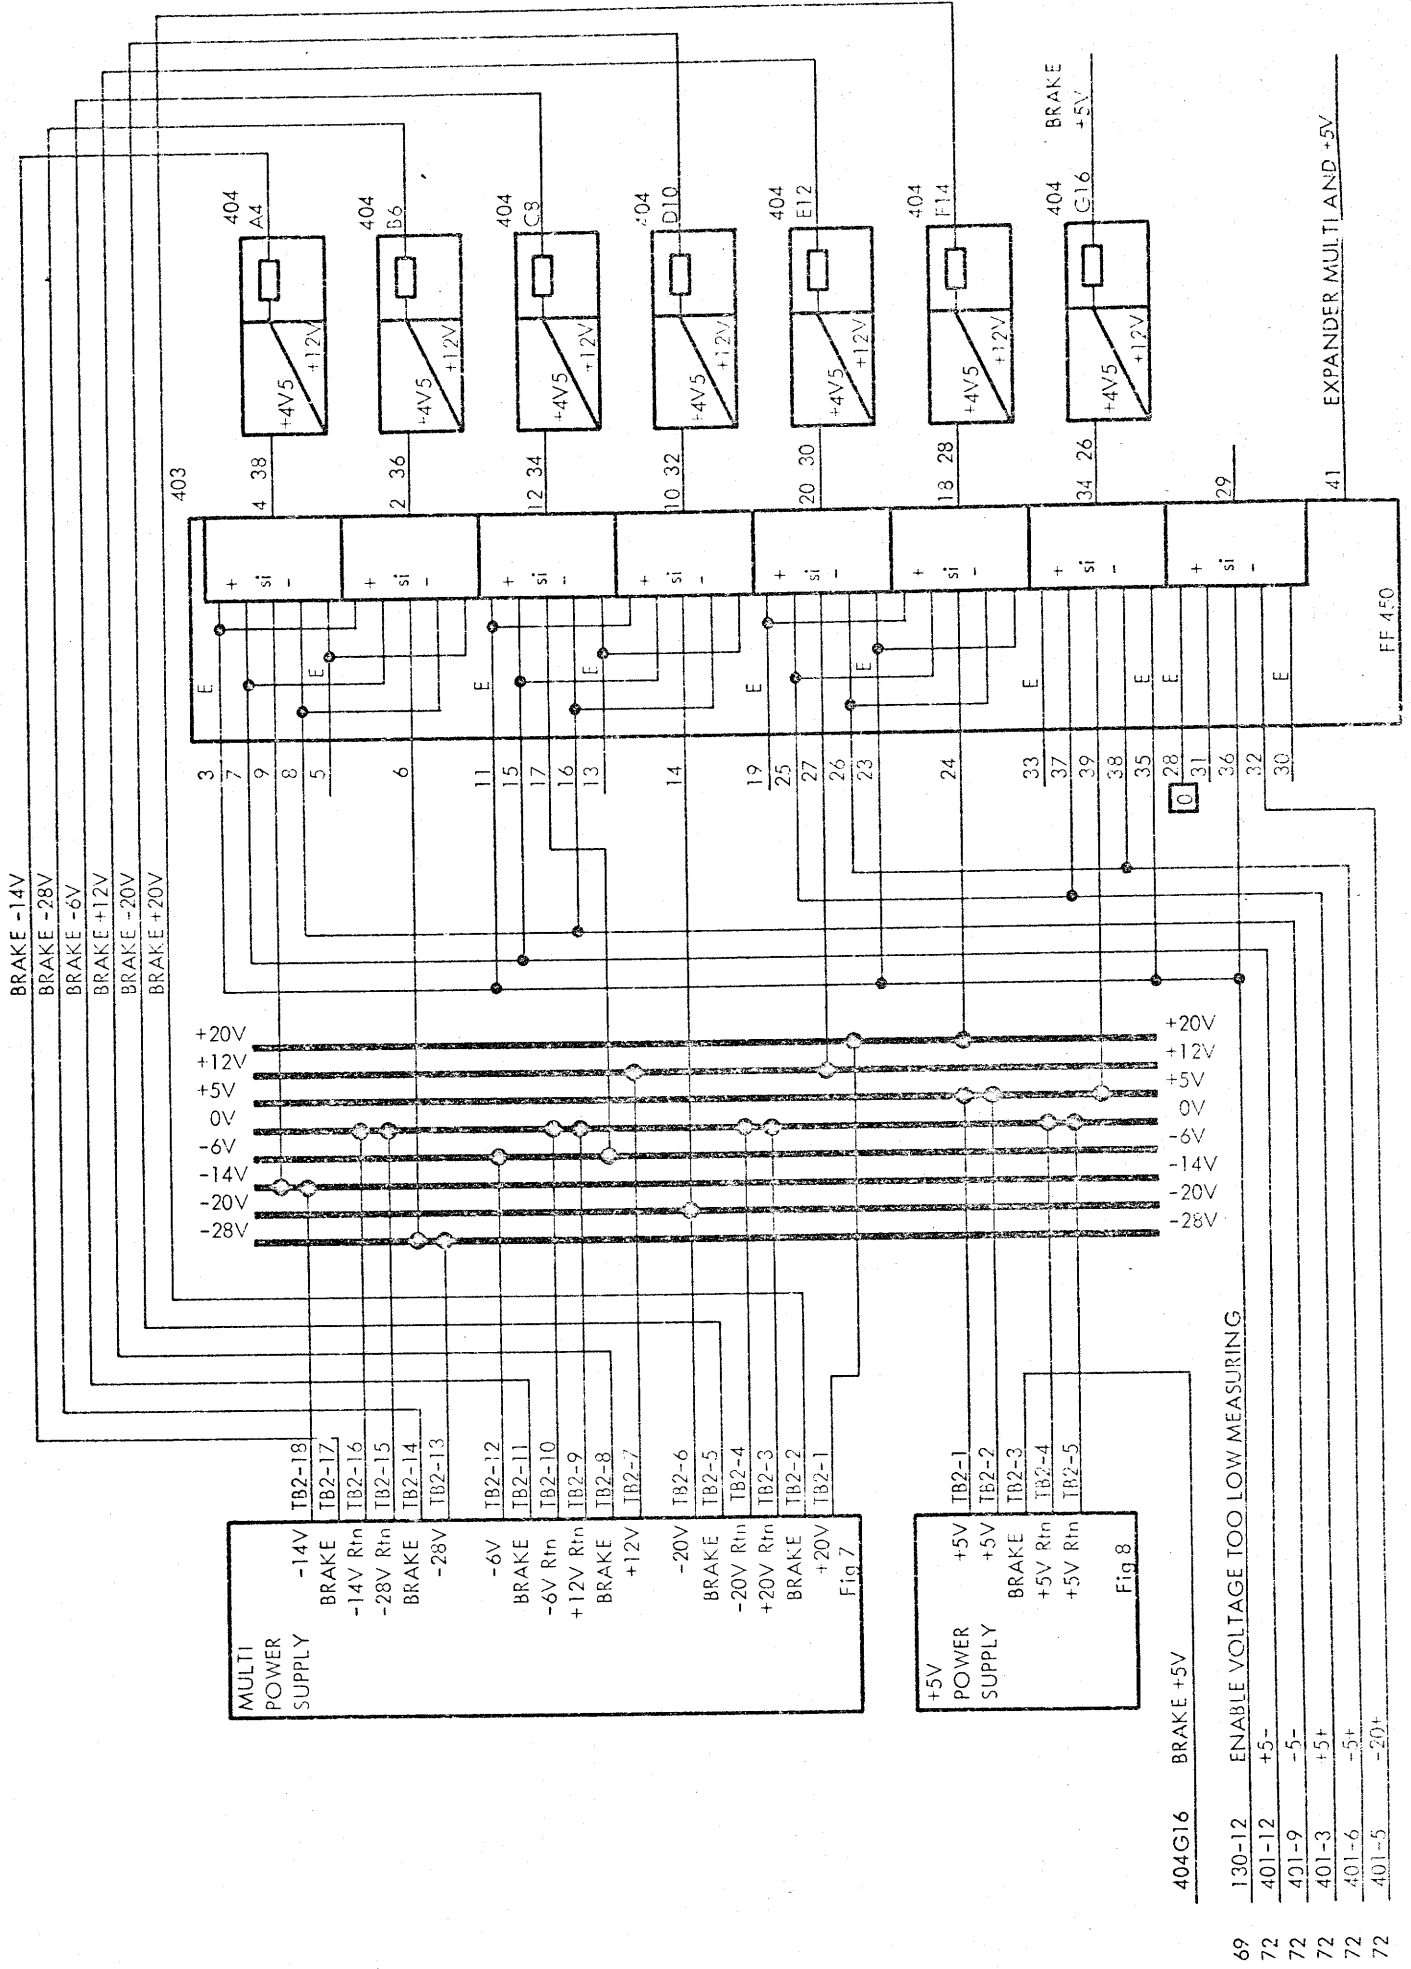 BRAKE -14V
BRAKE -28V
BRAKE -6V
BRAKE +12V
BRAKE -20V
BRAKE +20V
404
A4
404
B6
404
C8
404
D10
404
E12
404
F14
404
G16
BRAKE
+5V
+4V5
+12V
+4V5
+12V
+4V5
+12V
+4V5
+12V
+4V5
+12V
+4V5
+12V
+4V5
+12V
403
4 38
2 36
12 34
10 32
20 30
18 28
34 26
29
41
EXPANDER MULTI AND +5V
+ si -
+ si -
+ si -
+ si -
+ si -
+ si -
+ si -
+ si -
E
E
E
E
E
E
E
E
E
E
FF 450
3
7
9
8
5
6
11
15
17
16
13
14
19
25
27
26
23
24
33
37
39
38
35
28
31
36
32
30
0
+20V
+12V
+5V
0V
-6V
-14V
-20V
-28V
+20V
+12V
+5V
0V
-6V
-14V
-20V
-28V
MULTI
POWER
SUPPLY
-14V TB2-18
BRAKE TB2-17
-14V Rtn TB2-16
-28V Rtn TB2-15
BRAKE TB2-14
-28V TB2-13
-6V TB2-12
BRAKE TB2-11
-6V Rtn TB2-10
+12V Rtn TB2-9
BRAKE TB2-8
+12V TB2-7
-20V TB2-6
BRAKE TB2-5
-20V Rtn TB2-4
+20V Rtn TB2-3
BRAKE TB2-2
+20V TB2-1
Fig 7
+5V
POWER
SUPPLY
+5V TB2-1
+5V TB2-2
BRAKE TB2-3
+5V Rtn TB2-4
+5V Rtn TB2-5
Fig 8
404G16 BRAKE +5V
69 130-12 ENABLE VOLTAGE TOO LOW MEASURING
72 401-12 +5-
72 401-9 -5-
72 401-3 +5+
72 401-6 -5+
72 401-5 -20+